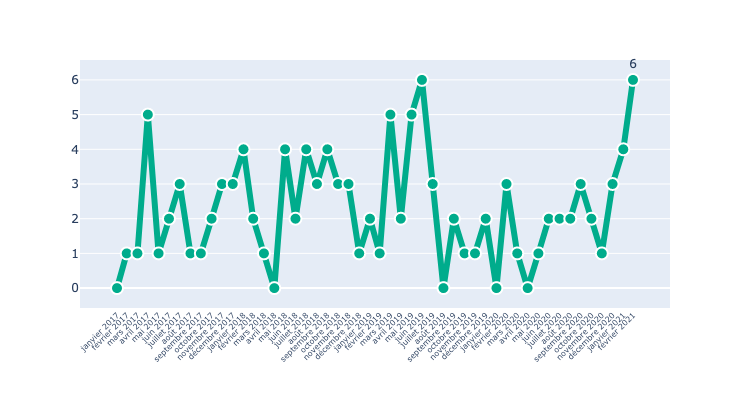 6
6
5
4
3
2
1
0
janvier 2017
février 2017
mars 2017
avril 2017
mai 2017
juin 2017
juillet 2017
août 2017
septembre 2017
octobre 2017
novembre 2017
décembre 2017
janvier 2018
février 2018
mars 2018
avril 2018
mai 2018
juin 2018
juillet 2018
août 2018
septembre 2018
octobre 2018
novembre 2018
décembre 2018
janvier 2019
février 2019
mars 2019
avril 2019
mai 2019
juin 2019
juillet 2019
août 2019
septembre 2019
octobre 2019
novembre 2019
décembre 2019
janvier 2020
février 2020
mars 2020
avril 2020
mai 2020
juin 2020
juillet 2020
août 2020
septembre 2020
octobre 2020
novembre 2020
décembre 2020
janvier 2021
février 2021